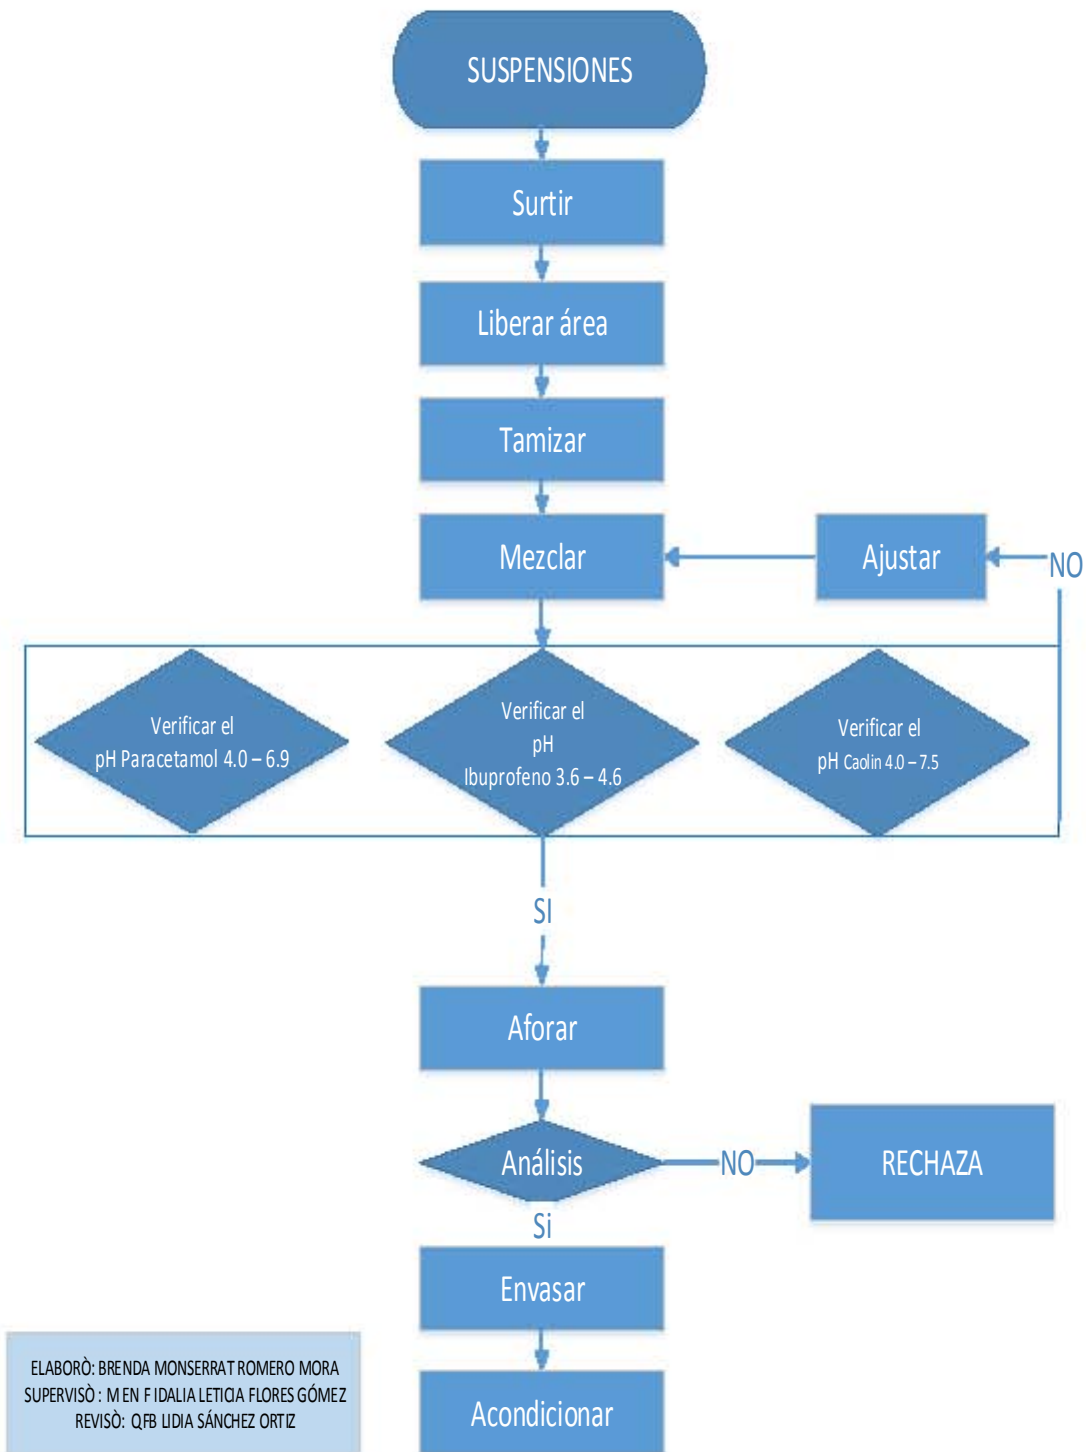 SUSPENSIONES
Surtir
Liberar área
Tamizar
Mezclar
Ajustar
NO
Verificar el
pH Paracetamol 4.0 – 6.9
Verificar el
pH
Ibuprofeno 3.6 – 4.6
Verificar el
pH Caolin 4.0 – 7.5
SI
Aforar
Análisis
NO
RECHAZA
Si
Envasar
Acondicionar
ELABORÒ: BRENDA MONSERRAT ROMERO MORA
SUPERVISÒ : M EN F IDALIA LETICIA FLORES GÓMEZ
REVISÒ: QFB LIDIA SÁNCHEZ ORTIZ